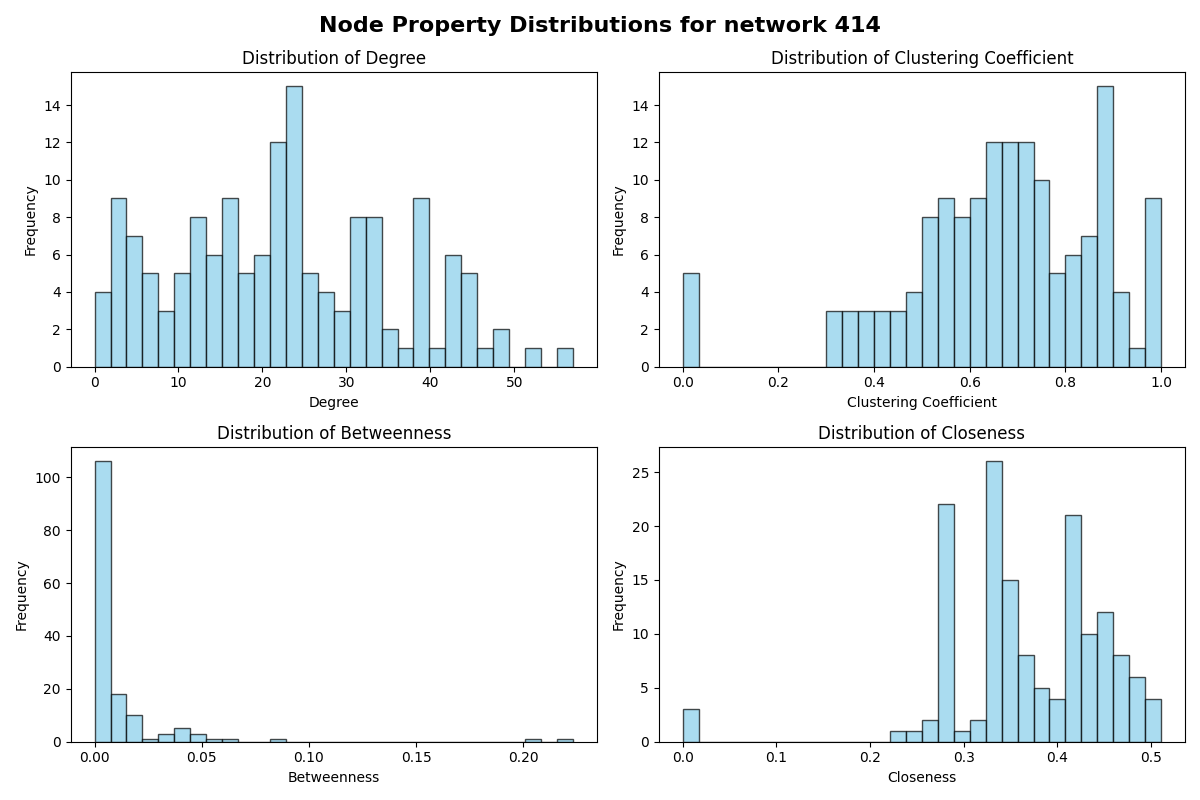 Node Property Distributions for network 414
Distribution of Degree
Frequency
14
12
10
8
6
4
2
0
0 10 20 30 40 50
Degree
Distribution of Clustering Coefficient
Frequency
14
12
10
8
6
4
2
0
0.0 0.2 0.4 0.6 0.8 1.0
Clustering Coefficient
Distribution of Betweenness
Frequency
100
80
60
40
20
0
0.00 0.05 0.10 0.15 0.20
Betweenness
Distribution of Closeness
Frequency
25
20
15
10
5
0
0.0 0.1 0.2 0.3 0.4 0.5
Closeness